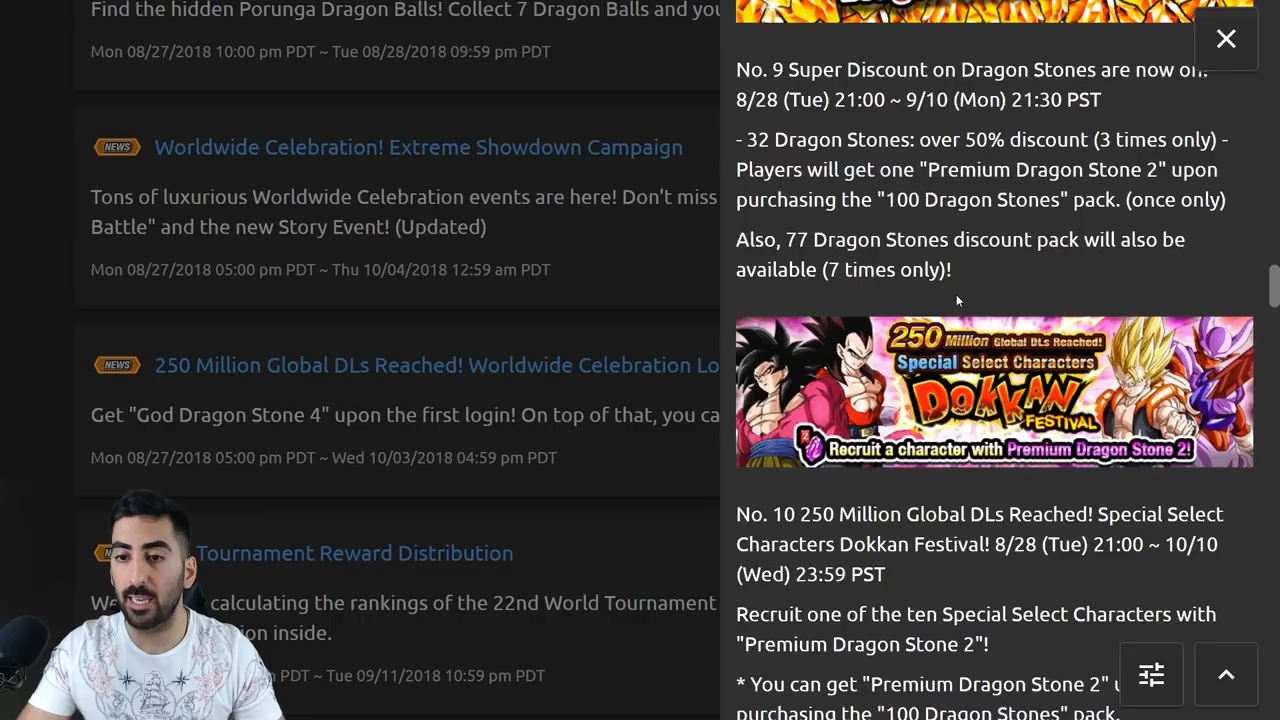 Find the hidden Porunga Dragon Balls! Collect 7 Dragon Balls and you
Mon 08/27/2018 10:00 pm PDT ~ Tue 08/28/2018 09:59 pm PDT
NEWS Worldwide Celebration! Extreme Showdown Campaign
Tons of luxurious Worldwide Celebration events are here! Don't miss
Battle" and the new Story Event! (Updated)
Mon 08/27/2018 05:00 pm PDT ~ Thu 10/04/2018 12:59 am PDT
NEWS 250 Million Global DLs Reached! Worldwide Celebration Lo
Get "God Dragon Stone 4" upon the first login! On top of that, you ca
Mon 08/27/2018 05:00 pm PDT ~ Wed 10/03/2018 04:59 pm PDT
Tournament Reward Distribution
We calculating the rankings of the 22nd World Tournament
on inside.
PDT ~ Tue 09/11/2018 10:59 pm PDT
No. 9 Super Discount on Dragon Stones are now on!
8/28 (Tue) 21:00 ~ 9/10 (Mon) 21:30 PST
- 32 Dragon Stones: over 50% discount (3 times only) -
Players will get one "Premium Dragon Stone 2" upon
purchasing the "100 Dragon Stones" pack. (once only)
Also, 77 Dragon Stones discount pack will also be
available (7 times only)!
250 Million Global DLs Reached!
Special Select Characters
DOKKAN
FESTIVAL
Recruit a character with Premium Dragon Stone 2!
No. 10 250 Million Global DLs Reached! Special Select
Characters Dokkan Festival! 8/28 (Tue) 21:00 ~ 10/10
(Wed) 23:59 PST
Recruit one of the ten Special Select Characters with
"Premium Dragon Stone 2"!
* You can get "Premium Dragon Stone 2" u
purchasing the "100 Dragon Stones" pack.